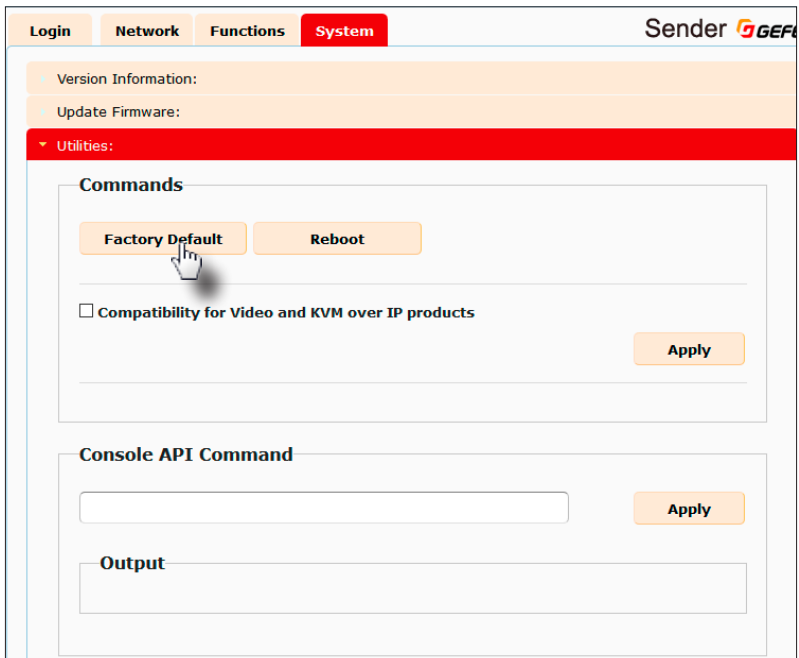 Login Network Functions System Sender GEFE
Version Information:
Update Firmware:
Utilities:
Commands
Factory Default Reboot
Compatibility for Video and KVM over IP products
Apply
Console API Command
Apply
Output